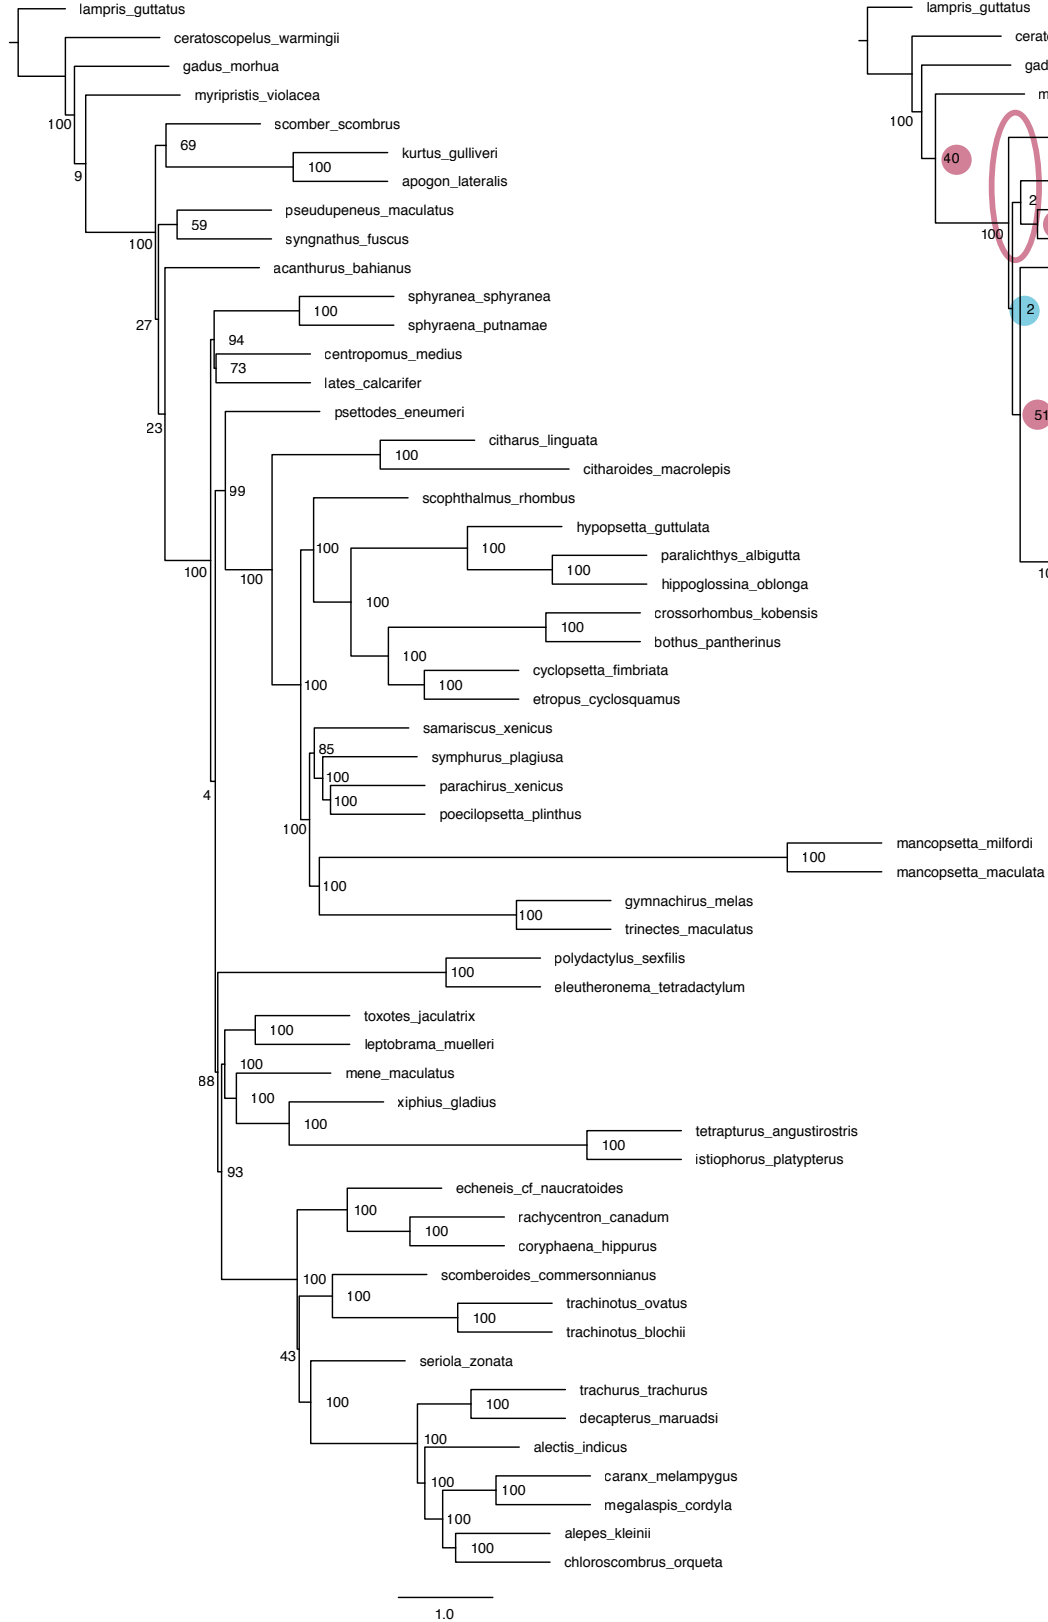 lampris_guttatus
ceratoscopelus_warmingii
gadus_morhua
myripristis_violacea
100
9
scomber_scombrus
69
kurtus_gulliveri
100
apogon_lateralis
pseudupeneus_maculatus
59
syngnathus_fuscus
100
acanthurus_bahianus
27
sphyranea_sphyranea
100
sphyraena_putnamae
94
centropomus_medius
73
lates_calcarifer
23
psettodes_eneumeri
citharus_linguata
100
citharoides_macrolepis
99
scophthalmus_rhombus
hypopsetta_guttulata
100
100
paralichthys_albigutta
100
hippoglossina_oblonga
100
100
100
crossorhombus_kobensis
100
bothus_pantherinus
100
cyclopsetta_fimbriata
100
100
etropus_cyclosquamus
samariscus_xenicus
85
symphurus_plagiusa
100
parachirus_xenicus
100
poecilopsetta_plinthus
4
100
mancopsetta_milfordi
100
mancopsetta_maculata
100
gymnachirus_melas
100
trinectes_maculatus
polydactylus_sexfilis
100
eleutheronema_tetradactylum
toxotes_jaculatrix
100
leptobrama_muelleri
100
mene_maculatus
88
100
xiphius_gladius
100
tetrapturus_angustirostris
100
istiophorus_platypterus
93
echeneis_cf_naucratoides
100
rachycentron_canadum
100
coryphaena_hippurus
100
scomberoides_commersonnianus
100
trachinotus_ovatus
100
trachinotus_blochii
43
seriola_zonata
100
trachurus_trachurus
100
decapterus_maruadsi
100
alectis_indicus
100
caranx_melampygus
100
megalaspis_cordyla
100
alepes_kleinii
100
chloroscombrus_orqueta
1.0
lampris_guttatus
100
40
2
100
2
51